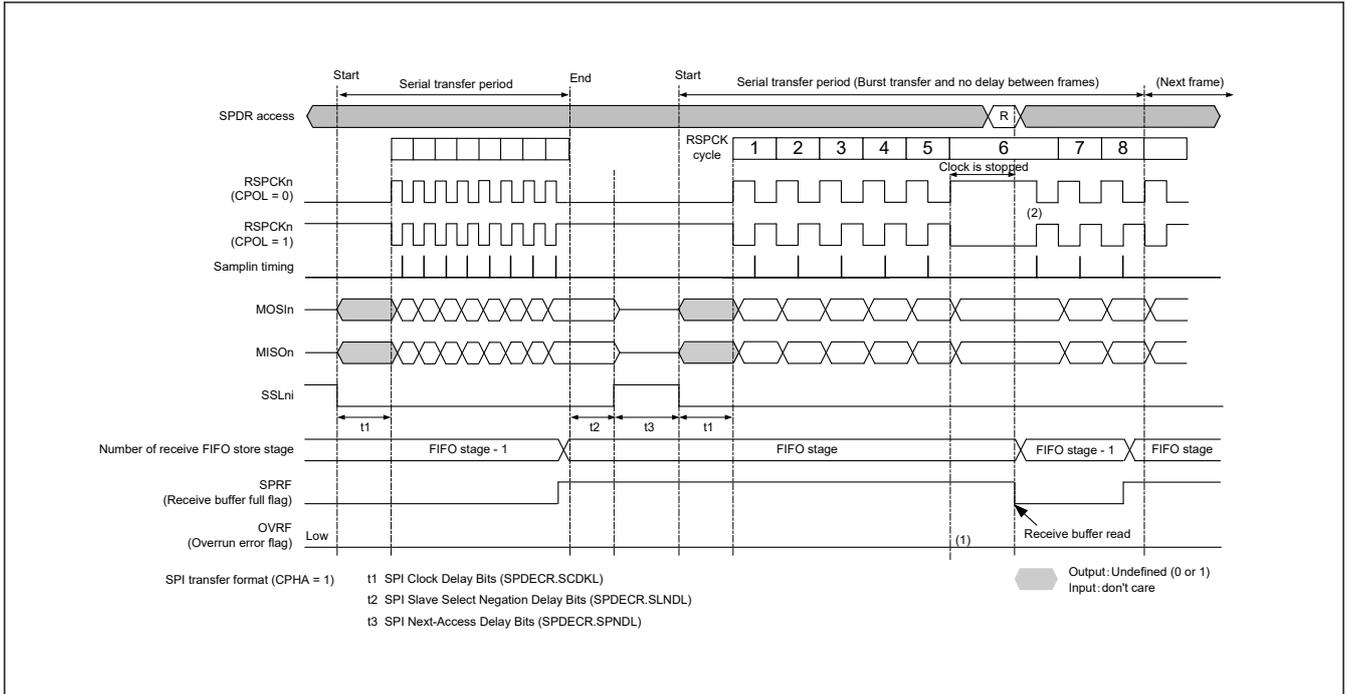 Start
Serial transfer period
End
Start
Serial transfer period (Burst transfer and no delay between frames)
(Next frame)
SPDR access
R
RSPCK
cycle
1 2 3 4 5 6 7 8
Clock is stopped
RSPCKn
(CPOL = 0)
(2)
RSPCKn
(CPOL = 1)
Samplin timing
MOSIn
MISOn
SSLni
t1
t2
t3
t1
Number of receive FIFO store stage
FIFO stage - 1
FIFO stage
FIFO stage - 1
FIFO stage
SPRF
(Receive buffer full flag)
Receive buffer read
OVRF
(Overrun error flag)
Low
(1)
SPI transfer format (CPHA = 1)
t1 SPI Clock Delay Bits (SPDECR.SCDKL)
t2 SPI Slave Select Negation Delay Bits (SPDECR.SLNDL)
t3 SPI Next-Access Delay Bits (SPDECR.SPNDL)
Output:Undefined (0 or 1)
Input:don't care